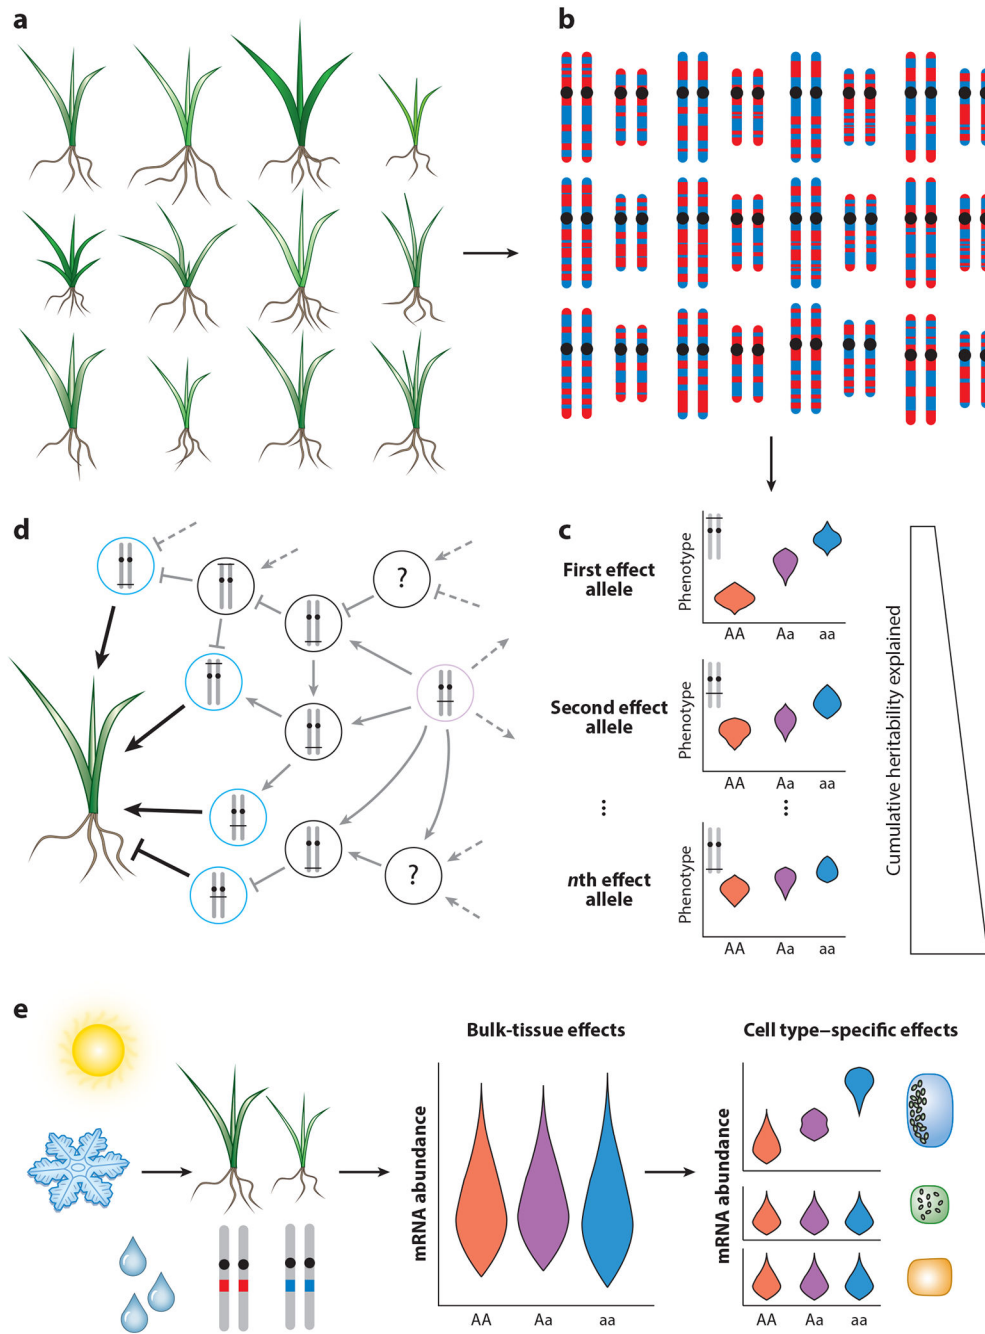 a
b
d
?
?
c
First effect
allele
Phenotype
AA Aa aa
Second effect
allele
Phenotype
AA Aa aa
⋮ ⋮
nth effect
allele
Phenotype
AA Aa aa
Cumulative heritability explained
e
Bulk-tissue effects
mRNA abundance
AA Aa aa
Cell type–specific effects
mRNA abundance
AA Aa aa